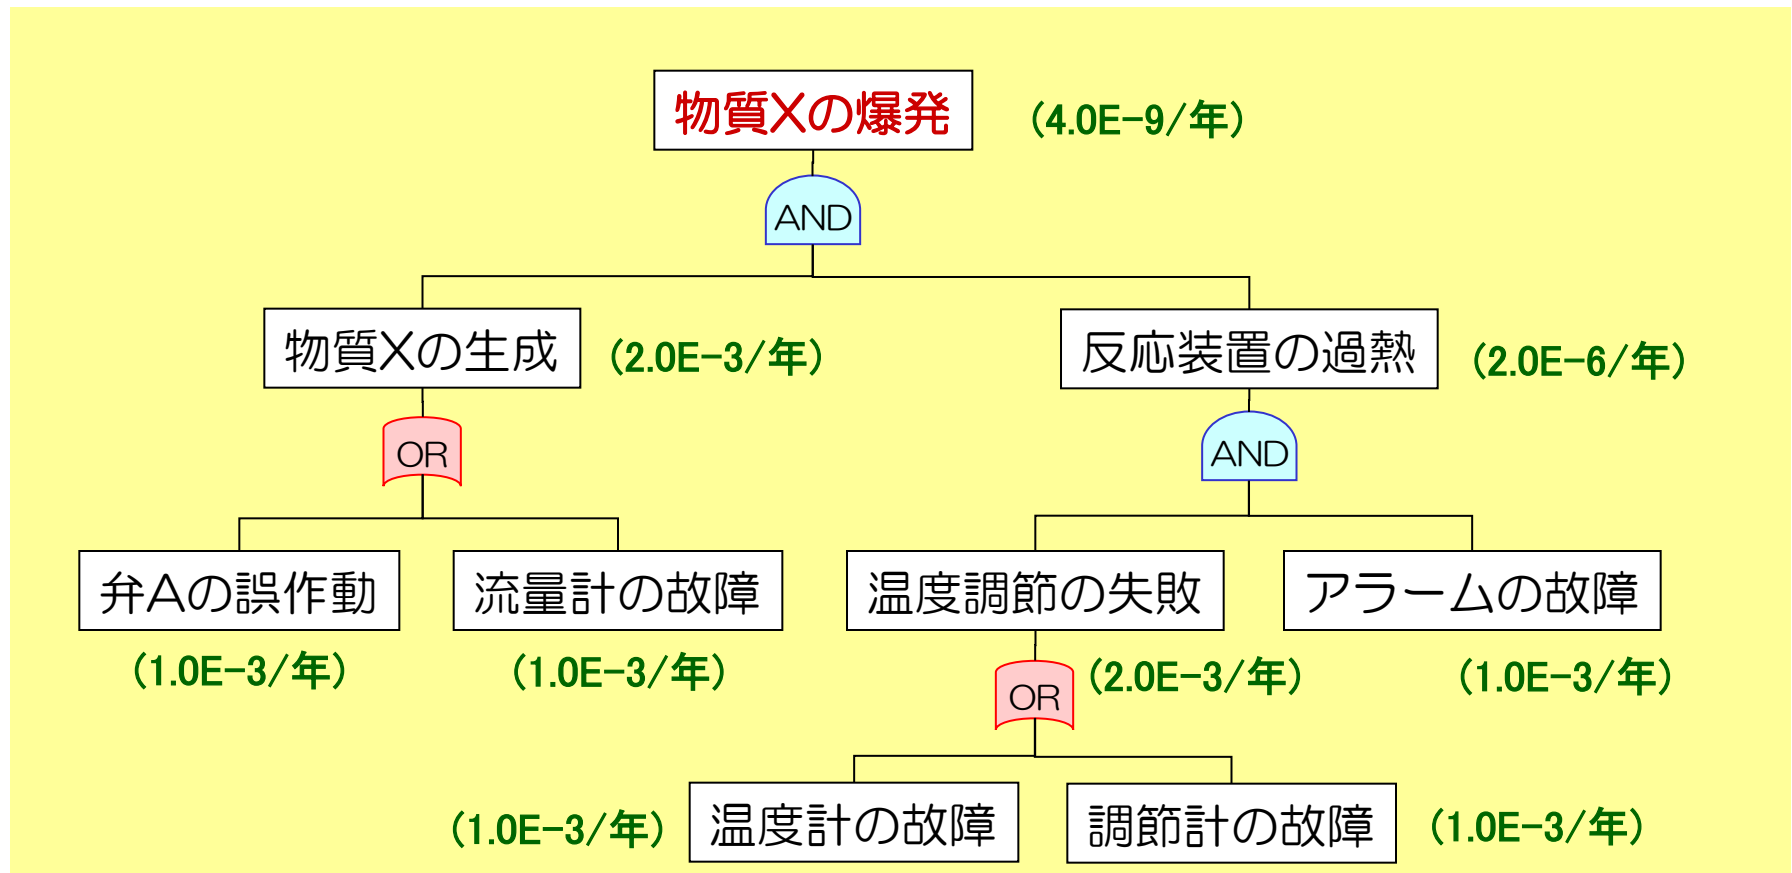 物質Xの爆発
(4.0E-9/年)
AND
物質Xの生成
(2.0E-3/年)
反応装置の過熱
(2.0E-6/年)
OR
AND
弁Aの誤作動
流量計の故障
温度調節の失敗
アラームの故障
(1.0E-3/年)
(1.0E-3/年)
OR
(2.0E-3/年)
(1.0E-3/年)
(1.0E-3/年)
温度計の故障
調節計の故障
(1.0E-3/年)